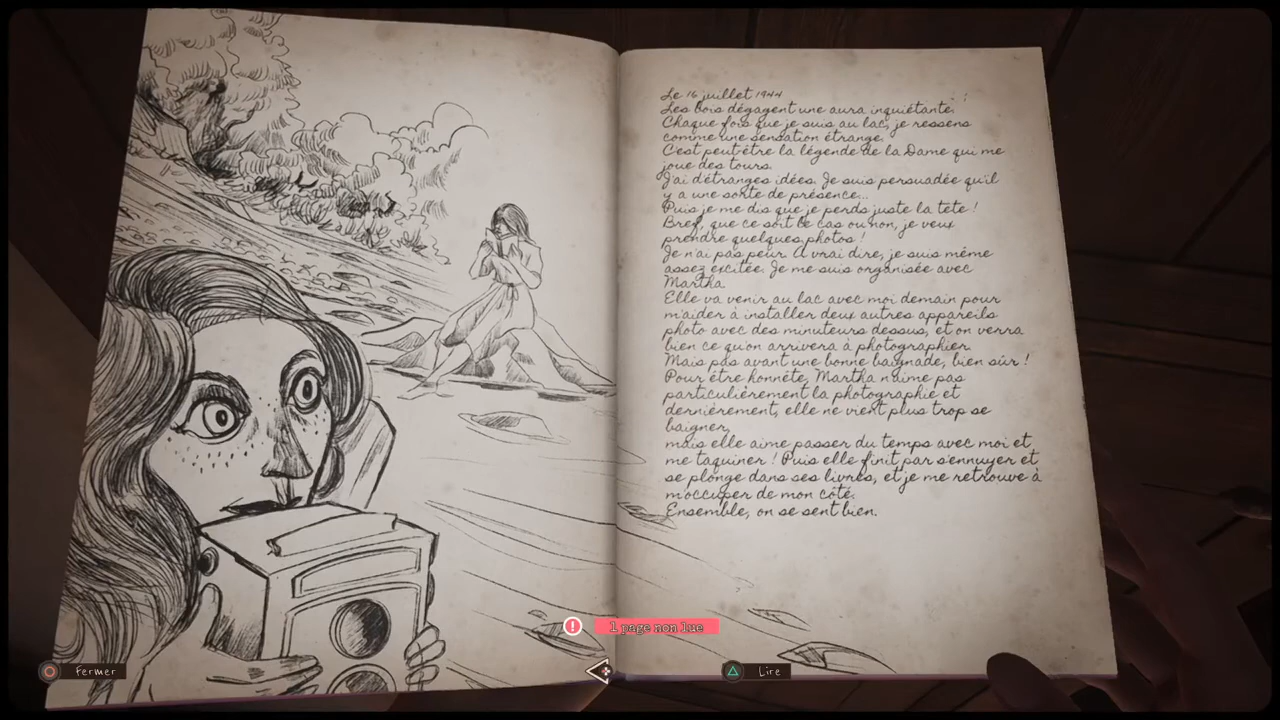 Le 16 juillet 1944
Les bois dégagent une aura inquiétante.
Chaque fois que je suis au lac, je ressens
comme une sensation étrange.
C'est peut-être la légende de la Dame qui me
joue des tours.
J'ai d'étranges idées. Je suis persuadée qu'il
y a une sorte de présence...
Puis je me dis que je perds juste la tête !
Bref, que ce soit le cas ou non, je veux
prendre quelques photos !
Je n'ai pas peur. À vrai dire, je suis même
assez excitée. Je me suis organisée avec
Martha.
Elle va venir au lac avec moi demain pour
m'aider à installer deux autres appareils
photo avec des minuteurs dessus, et on verra
bien ce qu'on arrivera à photographier.
Mais pas avant une bonne baignade, bien sûr !
Pour être honnête, Martha n'aime pas
particulièrement la photographie et
dernièrement, elle ne vient plus trop se
baigner,
mais elle aime passer du temps avec moi et
me taquiner ! Puis elle finit par s'ennuyer et
se plonge dans ses livres, et je me retrouve à
m'occuper de mon côté.
Ensemble, on se sent bien.
1 page non lue
Fermer
Lire